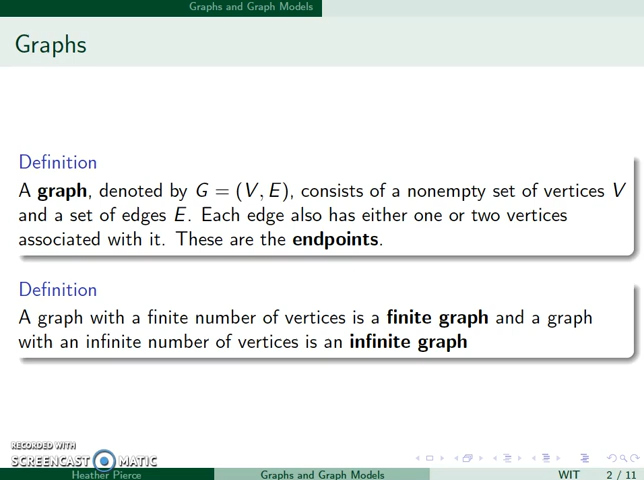 Graphs and Graph Models
Graphs
Definition
A graph, denoted by G = (V, E), consists of a nonempty set of vertices V
and a set of edges E. Each edge also has either one or two vertices
associated with it. These are the endpoints.
Definition
A graph with a finite number of vertices is a finite graph and a graph
with an infinite number of vertices is an infinite graph
RECORDED WITH
SCREENCAST MATIC
Heather Pierce Graphs and Graph Models WIT 2 / 11